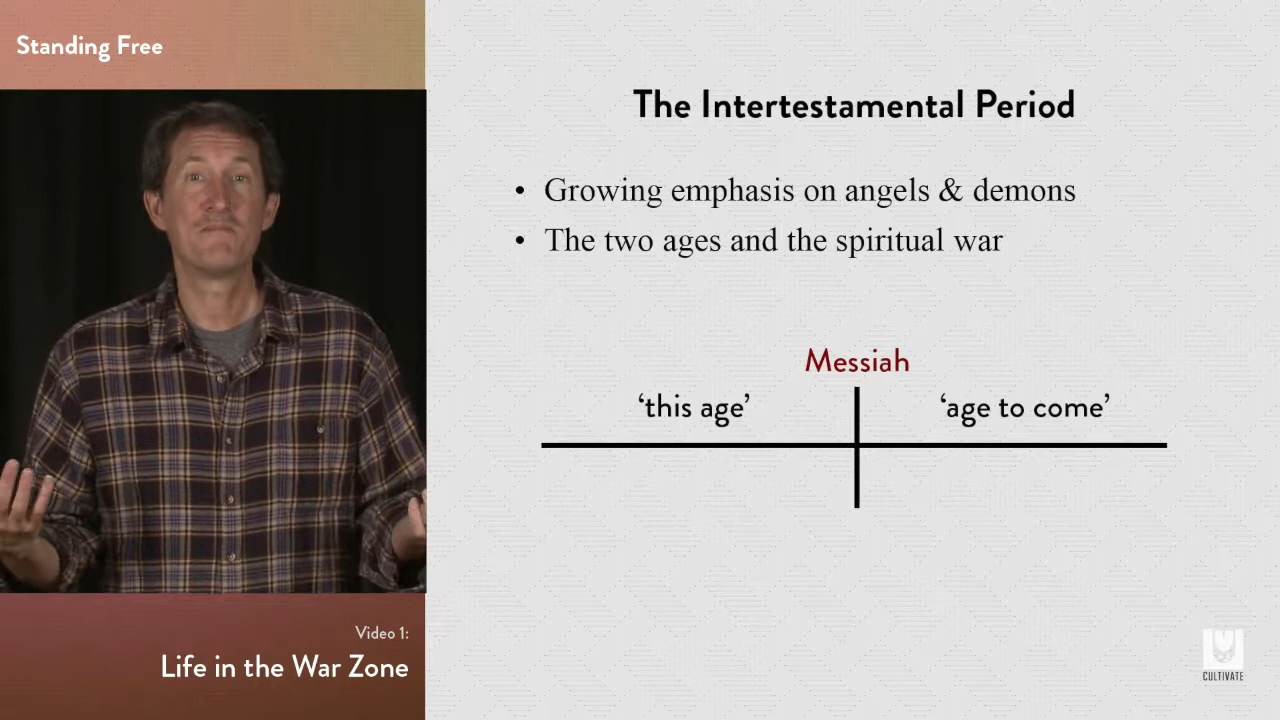 Standing Free
The Intertestamental Period
• Growing emphasis on angels & demons
• The two ages and the spiritual war
Messiah
‘this age’ ‘age to come’
Video 1:
Life in the War Zone
CULTIVATE